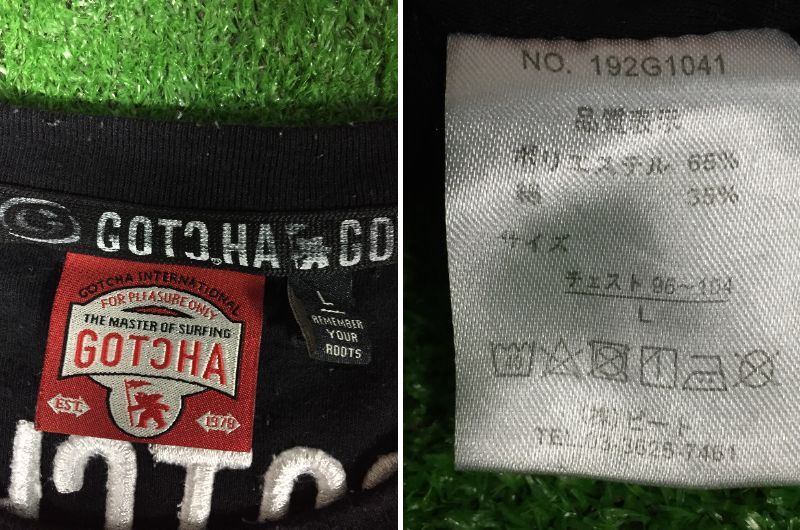 GOTCHA GO
GOTCHA INTERNATIONAL
FOR PLEASURE ONLY
THE MASTER OF SURFING
GOTCHA
EST.
1978
L
REMEMBER
YOUR
ROOTS
NO. 192G1041
品質表示
ポリエステル 65%
綿 35%
サイズ
チェスト 96~104
L